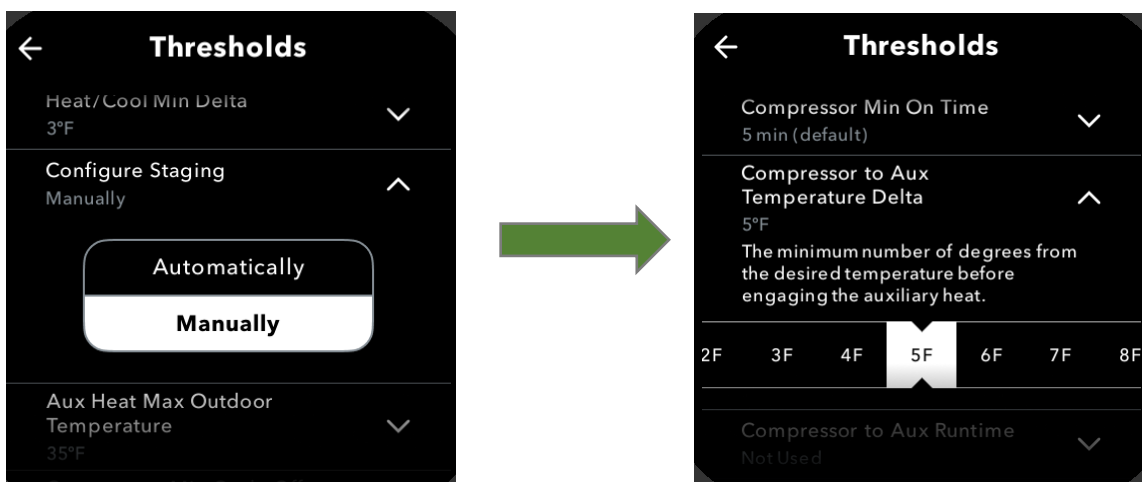 Thresholds
Heat/Cool Min Delta
3°F
Configure Staging
Manually
Automatically
Manually
Aux Heat Max Outdoor
Temperature
35°F
Thresholds
Compressor Min On Time
5 min (default)
Compressor to Aux
Temperature Delta
5°F
The minimum number of degrees from
the desired temperature before
engaging the auxiliary heat.
2F 3F 4F 5F 6F 7F 8F
Compressor to Aux Runtime
Not Used